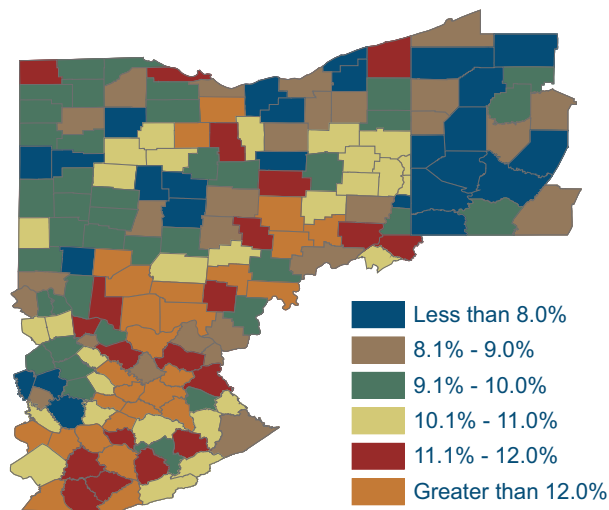 Less than 8.0%
8.1% - 9.0%
9.1% - 10.0%
10.1% - 11.0%
11.1% - 12.0%
Greater than 12.0%